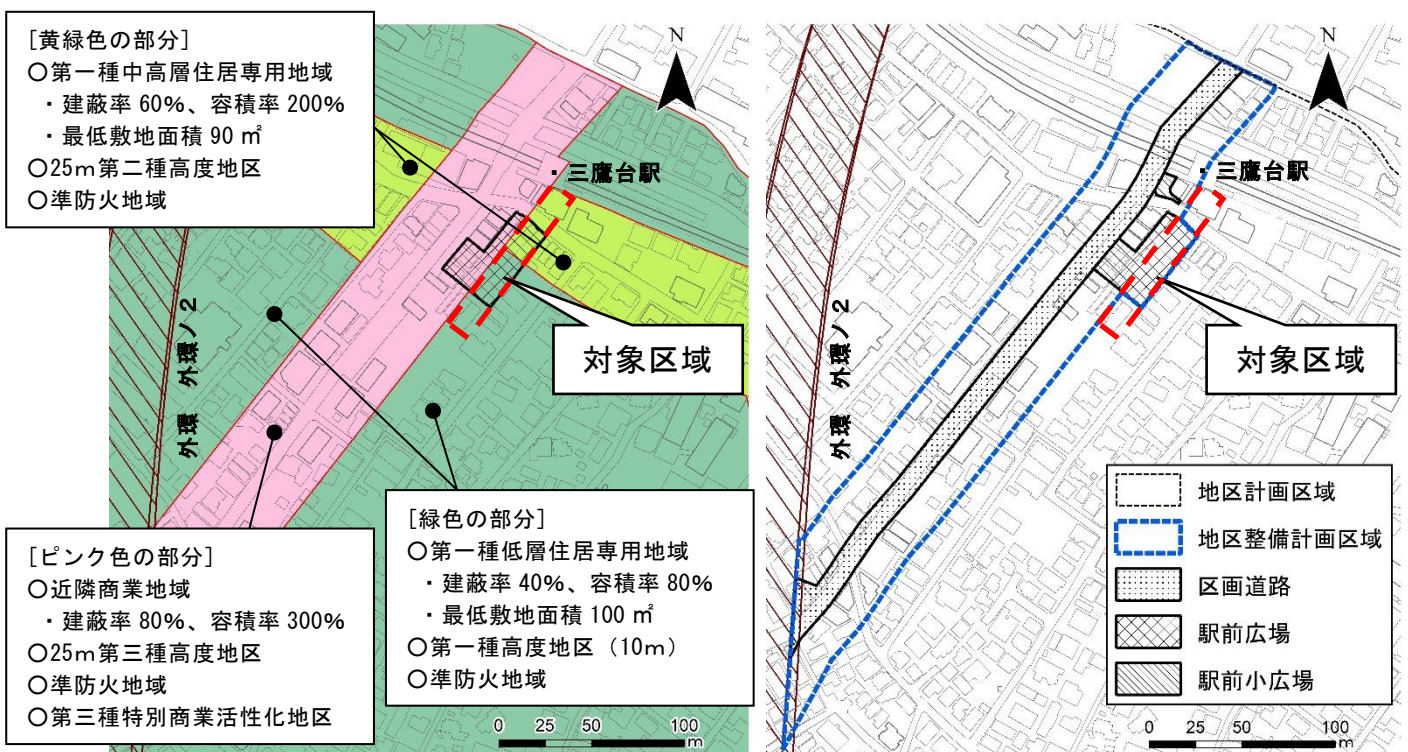 [黄緑色の部分]
○第一種中高層住居専用地域
・建蔽率 60%、容積率 200%
・最低敷地面積 90 ㎡
○25m第二種高度地区
○準防火地域
N
・三鷹台駅
外環ノ2
対象区域
[ピンク色の部分]
○近隣商業地域
・建蔽率 80%、容積率 300%
○25m第三種高度地区
○準防火地域
○第三種特別商業活性化地区
[緑色の部分]
○第一種低層住居専用地域
・建蔽率 40%、容積率 80%
・最低敷地面積 100 ㎡
○第一種高度地区（10m）
○準防火地域
0 25 50 100
m
N
・三鷹台駅
外環ノ2
対象区域
地区計画区域
地区整備計画区域
区画道路
駅前広場
駅前小広場
0 25 50 100
m